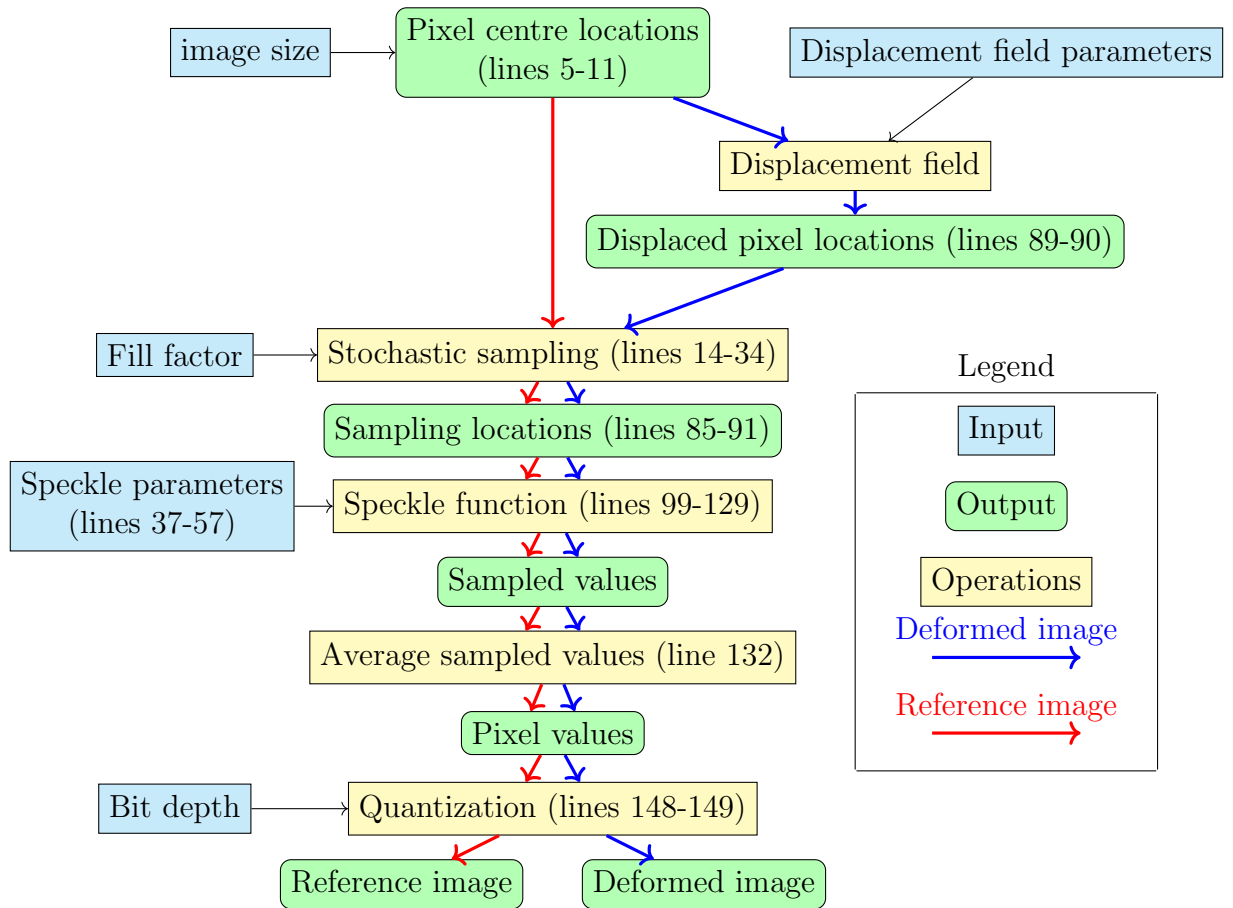 image size
Pixel centre locations
(lines 5-11)
Displacement field parameters
Displacement field
Displaced pixel locations (lines 89-90)
Fill factor
Stochastic sampling (lines 14-34)
Sampling locations (lines 85-91)
Speckle parameters
(lines 37-57)
Speckle function (lines 99-129)
Sampled values
Average sampled values (line 132)
Pixel values
Bit depth
Quantization (lines 148-149)
Reference image
Deformed image
Legend
Input
Output
Operations
Deformed image
Reference image